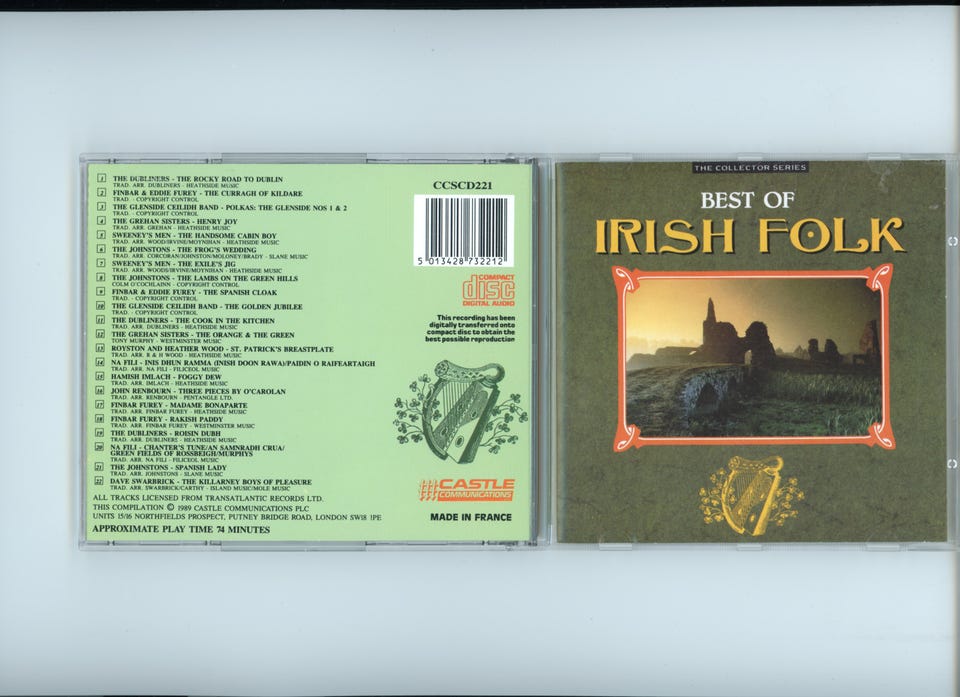 1 THE DUBLINERS - THE ROCKY ROAD TO DUBLIN
TRAD. ARR. DUBLINERS - HEATHSIDE MUSIC
2 FINBAR & EDDIE FUREY - THE CURRAGH OF KILDARE
TRAD. - COPYRIGHT CONTROL
3 THE GLENSIDE CEILIDH BAND - POLKAS: THE GLENSIDE NOS 1 & 2
TRAD. - COPYRIGHT CONTROL
4 THE GREHAN SISTERS - HENRY JOY
TRAD. ARR. GREHAN - HEATHSIDE MUSIC
5 SWEENEY'S MEN - THE HANDSOME CABIN BOY
TRAD. ARR. WOOD/IRVINE/MOYNIHAN - HEATHSIDE MUSIC
6 THE JOHNSTONS - THE FROG'S WEDDING
TRAD. ARR. CORCORAN/JOHNSTON/MOLONEY/BRADY - SLANE MUSIC
7 SWEENEY'S MEN - THE EXILE'S JIG
TRAD. ARR. WOODS/IRVINE/MOYNIHAN - HEATHSIDE MUSIC
8 THE JOHNSTONS - THE LAMBS ON THE GREEN HILLS
COLM O'COCHLAINN - COPYRIGHT CONTROL
9 FINBAR & EDDIE FUREY - THE SPANISH CLOAK
TRAD. - COPYRIGHT CONTROL
10 THE GLENSIDE CEILIDH BAND - THE GOLDEN JUBILEE
TRAD. - COPYRIGHT CONTROL
11 THE DUBLINERS - THE COOK IN THE KITCHEN
TRAD. ARR. DUBLINERS - HEATHSIDE MUSIC
12 THE GREHAN SISTERS - THE ORANGE & THE GREEN
TONY MURPHY - WESTMINSTER MUSIC
13 ROYSTON AND HEATHER WOOD - ST. PATRICK'S BREASTPLATE
TRAD. ARR. R & H WOOD - HEATHSIDE MUSIC
14 NA FILI - INIS DHUN RAMMA (INISH DOON RAWA)/PAIDIN O RAIFEARTAIGH
TRAD. ARR. NA FILI - FILICEOL MUSIC
15 HAMISH IMLACH - FOGGY DEW
TRAD. ARR. IMLACH - HEATHSIDE MUSIC
16 JOHN RENBOURN - THREE PIECES BY O'CAROLAN
TRAD. ARR. RENBOURN - PENTANGLE LTD.
17 FINBAR FUREY - MADAME BONAPARTE
TRAD. ARR. FINBAR FUREY - HEATHSIDE MUSIC
18 FINBAR FUREY - RAKISH PADDY
TRAD. ARR. FINBAR FUREY - WESTMINSTER MUSIC
19 THE DUBLINERS - ROISIN DUBH
TRAD. ARR. DUBLINERS - HEATHSIDE MUSIC
20 NA FILI - CHANTER'S TUNE/AN SAMNRADH CRUA/
GREEN FIELDS OF ROSSBEIGH/MURPHYS
TRAD. ARR. NA FILI - FILICEOL MUSIC
21 THE JOHNSTONS - SPANISH LADY
TRAD. ARR. JOHNSTONS - SLANE MUSIC
22 DAVE SWARBRICK - THE KILLARNEY BOYS OF PLEASURE
TRAD. ARR. SWARBRICK/CARTHY - ISLAND MUSIC/MOLE MUSIC
ALL TRACKS LICENSED FROM TRANSATLANTIC RECORDS LTD.
THIS COMPILATION © 1989 CASTLE COMMUNICATIONS PLC
UNITS 15/16 NORTHFIELDS PROSPECT, PUTNEY BRIDGE ROAD, LONDON SW18 1PE
APPROXIMATE PLAY TIME 74 MINUTES
CCSCD221
5 013428 732212
COMPACT
disc
DIGITAL AUDIO
This recording has been
digitally transferred onto
compact disc to obtain the
best possible reproduction
CASTLE
COMMUNICATIONS
MADE IN FRANCE
THE COLLECTOR SERIES
BEST OF
IRISH FOLK